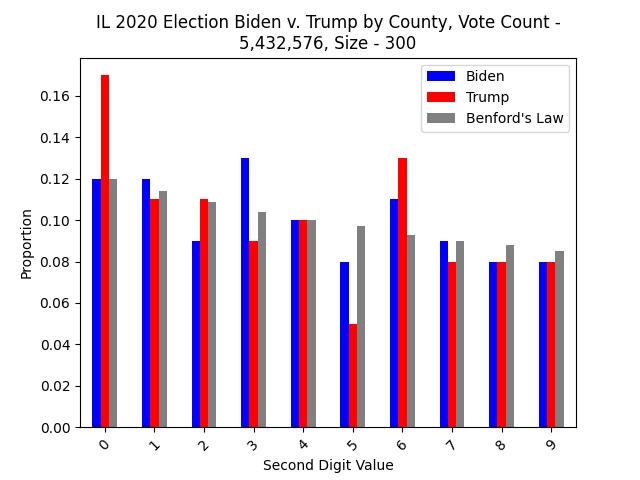 IL 2020 Election Biden v. Trump by County, Vote Count -
5,432,576, Size - 300
Biden
Trump
Benford's Law
Proportion
0.16
0.14
0.12
0.10
0.08
0.06
0.04
0.02
0.00
0 1 2 3 4 5 6 7 8 9
Second Digit Value